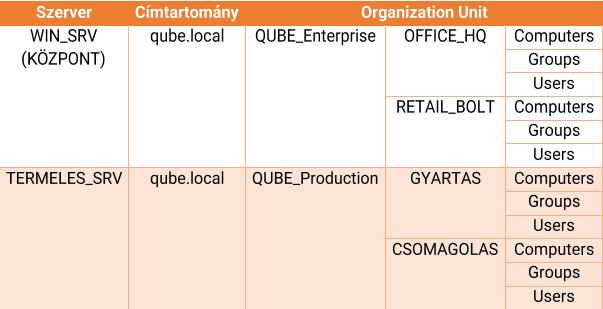 Szerver Címtartomány Organization Unit
WIN_SRV qube.local QUBE_Enterprise OFFICE_HQ Computers
(KÖZPONT) Groups
Users
RETAIL_BOLT Computers
Groups
Users
TERMELES_SRV qube.local QUBE_Production GYARTAS Computers
Groups
Users
CSOMAGOLAS Computers
Groups
Users